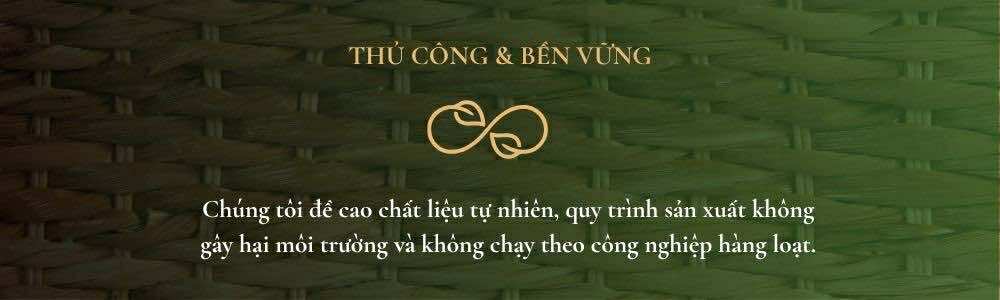 THỦ CÔNG & BỀN VỮNG
Chúng tôi đề cao chất liệu tự nhiên, quy trình sản xuất không
gây hại môi trường và không chạy theo công nghiệp hàng loạt.